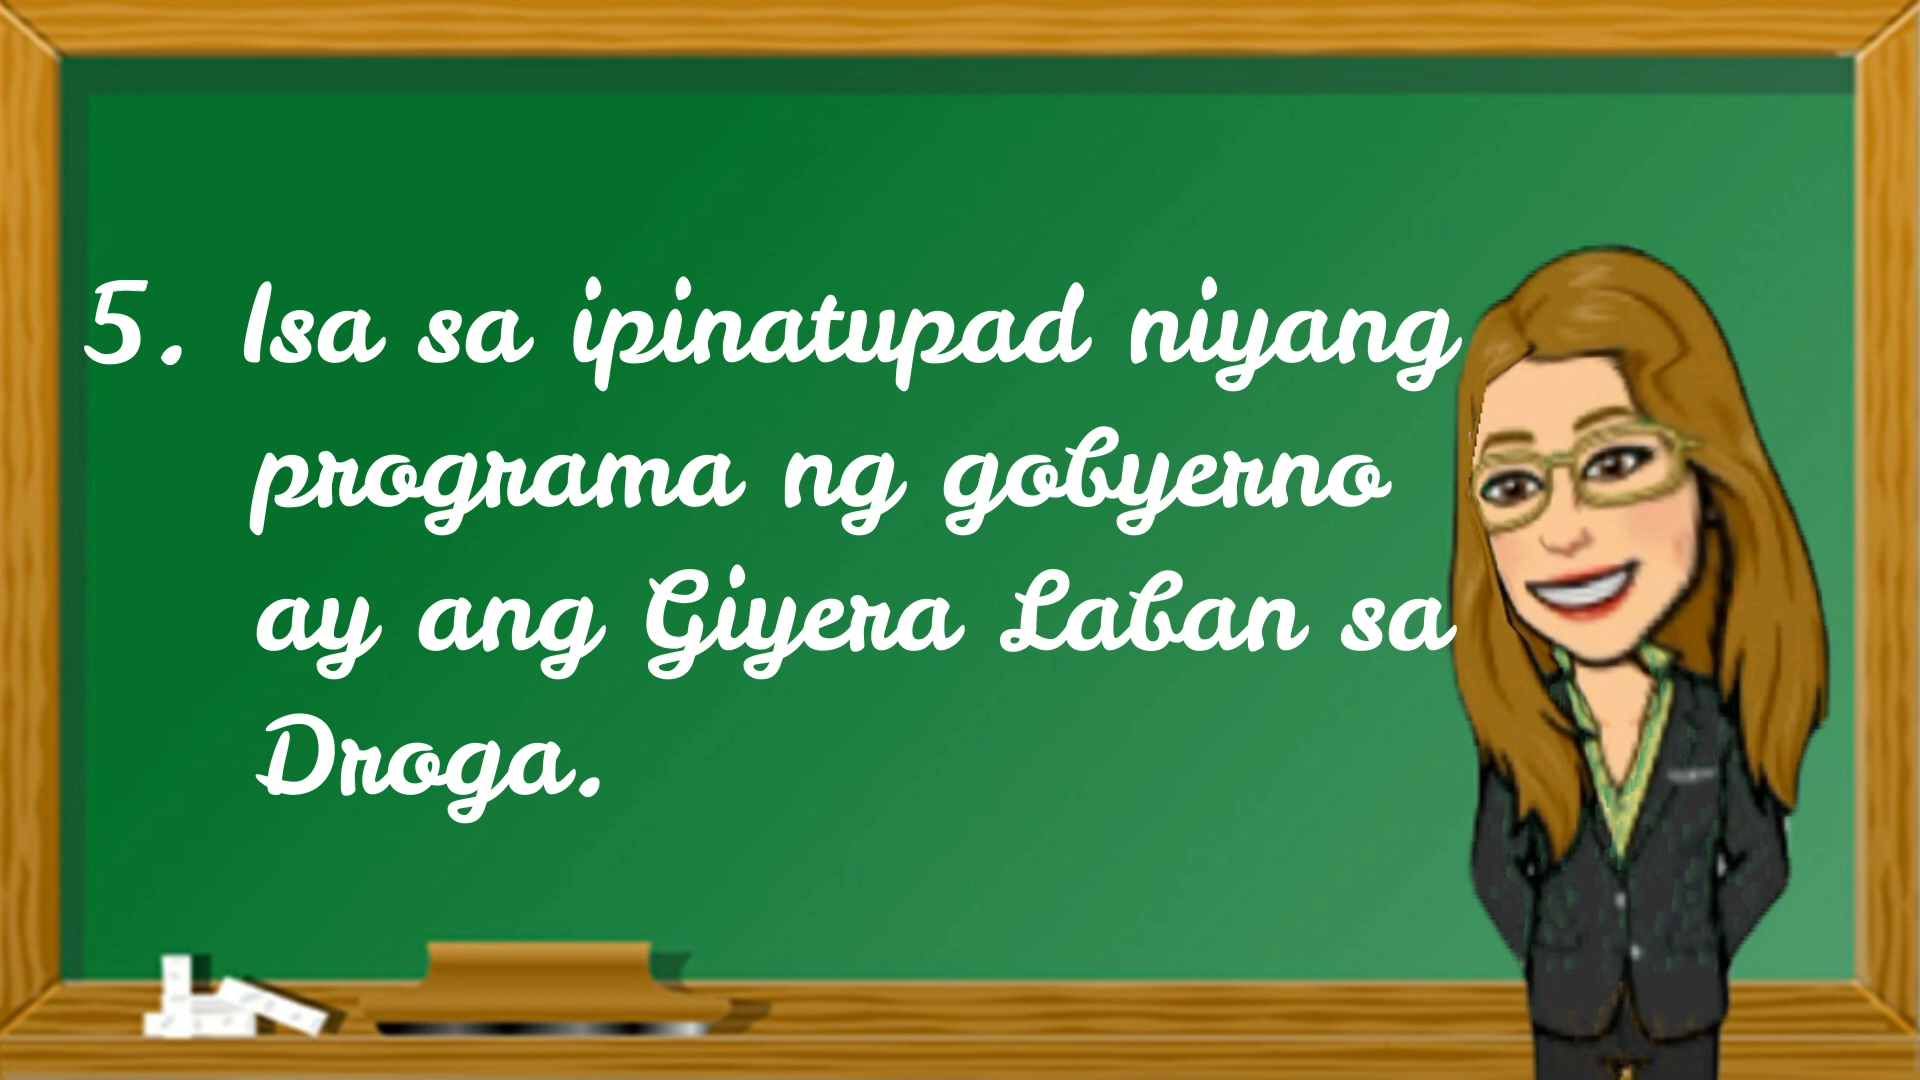 5. Isa sa ipinatupad niyang
programa ng gobyerno
ay ang Giyera Laban sa
Droga.